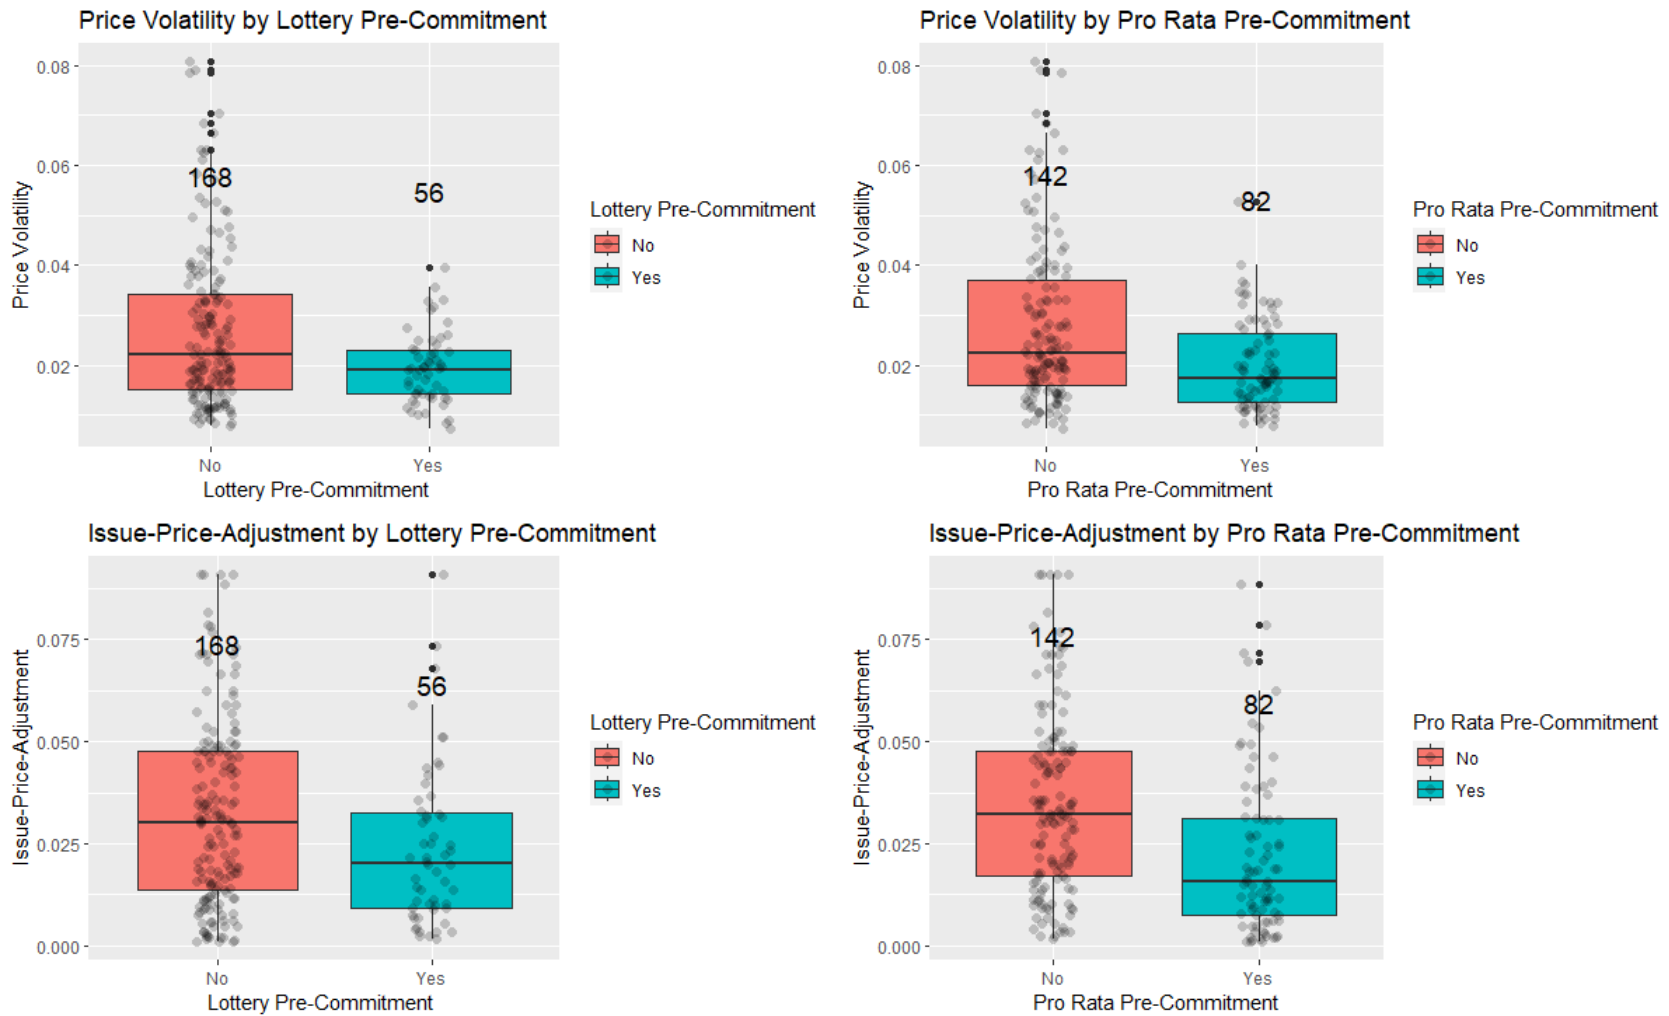 Price Volatility by Lottery Pre-Commitment
Price Volatility
0.08
0.06
0.04
0.02
168
56
No
Yes
Lottery Pre-Commitment
Lottery Pre-Commitment
No
Yes
Price Volatility by Pro Rata Pre-Commitment
Price Volatility
0.08
0.06
0.04
0.02
142
82
No
Yes
Pro Rata Pre-Commitment
Pro Rata Pre-Commitment
No
Yes
Issue-Price-Adjustment by Lottery Pre-Commitment
Issue-Price-Adjustment
0.075
0.050
0.025
0.000
168
56
No
Yes
Lottery Pre-Commitment
Lottery Pre-Commitment
No
Yes
Issue-Price-Adjustment by Pro Rata Pre-Commitment
Issue-Price-Adjustment
0.075
0.050
0.025
0.000
142
82
No
Yes
Pro Rata Pre-Commitment
Pro Rata Pre-Commitment
No
Yes